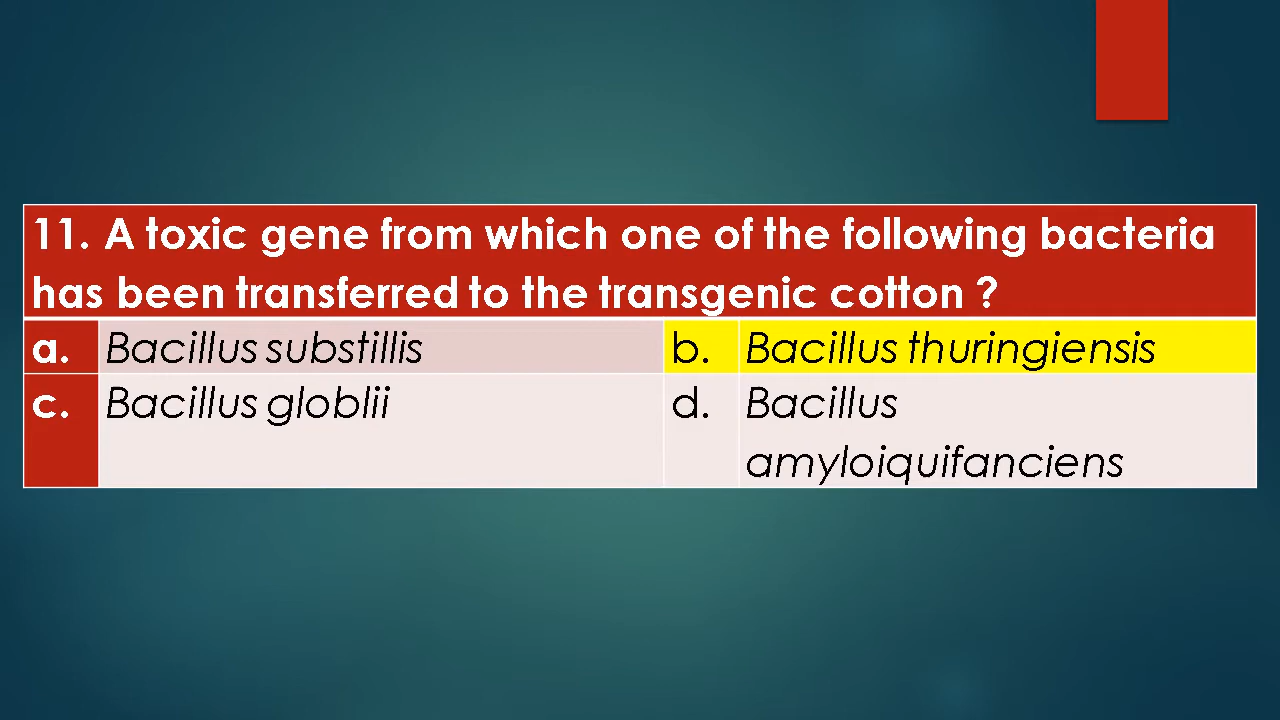 11. A toxic gene from which one of the following bacteria
has been transferred to the transgenic cotton ?
a. Bacillus substillis b. Bacillus thuringiensis
c. Bacillus globlii d. Bacillus
amyloiquifanciens